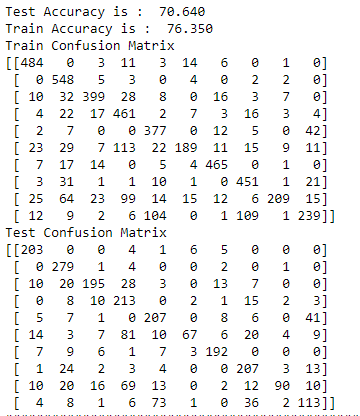 Test Accuracy is :  70.640
Train Accuracy is :  76.350
Train Confusion Matrix
[[484   0   3  11   3  14   6   0   1   0]
 [  0 548   5   3   0   4   0   2   2   0]
 [ 10  32 399  28   8   0  16   3   7   0]
 [  4  22  17 461   2   7   3  16   3   4]
 [  2   7   0   0 377   0  12   5   0  42]
 [ 23  29   7 113  22 189  11  15   9  11]
 [  7  17  14   0   5   4 465   0   1   0]
 [  3  31   1   1  10   1   0 451   1  21]
 [ 25  64  23  99  14  15  12   6 209  15]
 [ 12   9   2   6 104   0   1 109   1 239]]
Test Confusion Matrix
[[203   0   0   4   1   6   5   0   0   0]
 [  0 279   1   4   0   0   2   0   1   0]
 [ 10  20 195  28   3   0  13   7   0   0]
 [  0   8  10 213   0   2   1  15   2   3]
 [  5   7   1   0 207   0   8   6   0  41]
 [ 14   3   7  81  10  67   6  20   4   9]
 [  7   9   6   1   7   3 192   0   0   0]
 [  1  24   2   3   4   0   0 207   3  13]
 [ 10  20  16  69  13   0   2  12  90  10]
 [  4   8   1   6  73   1   0  36   2 113]]